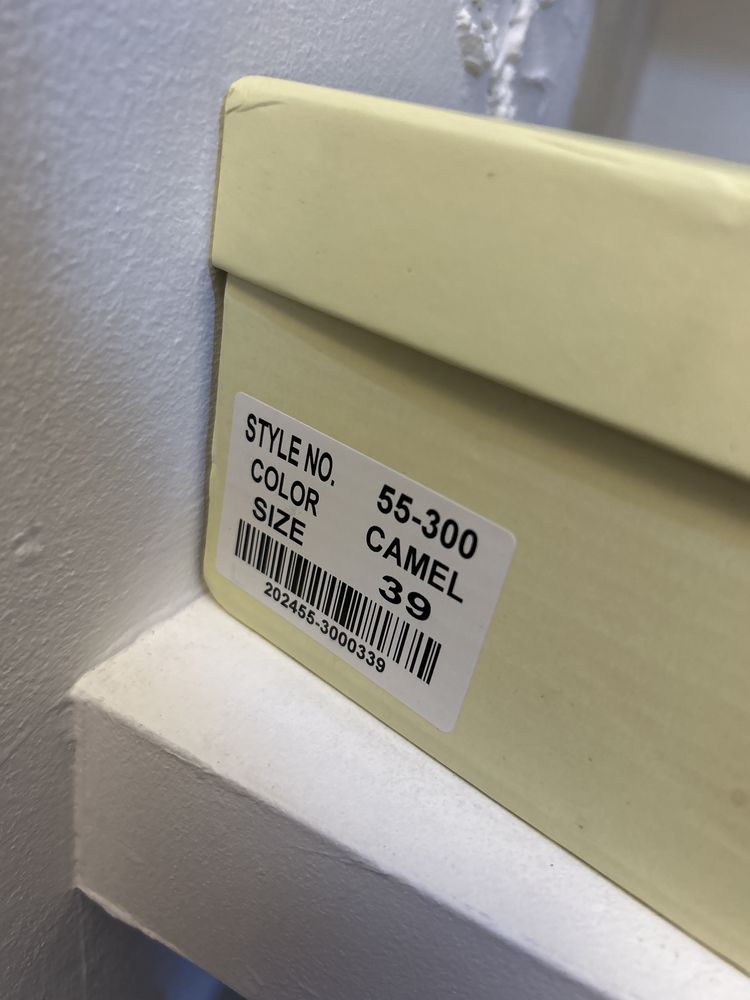 STYLE NO. 55-300
COLOR CAMEL
SIZE 39
202455-3000339